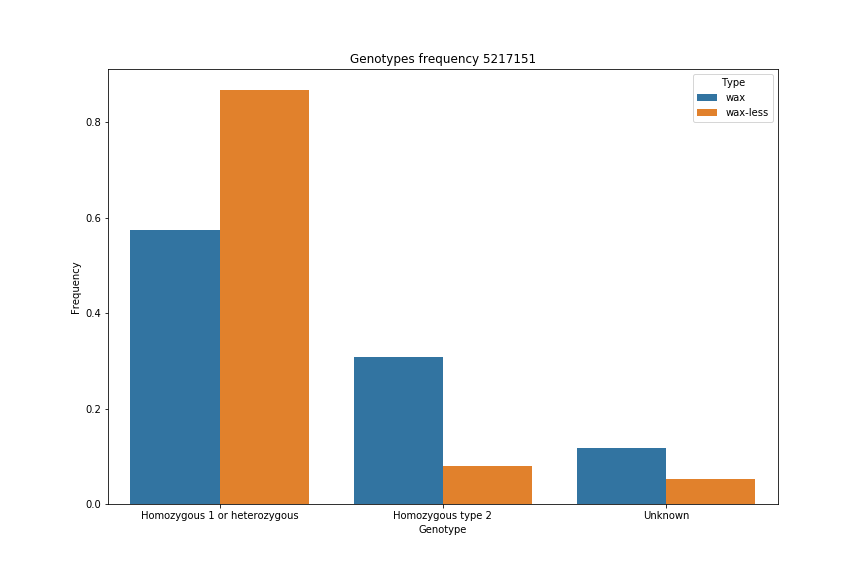 Genotypes frequency 5217151
Type
wax
wax-less
Frequency
0.8
0.6
0.4
0.2
0.0
Homozygous 1 or heterozygous
Homozygous type 2
Unknown
Genotype